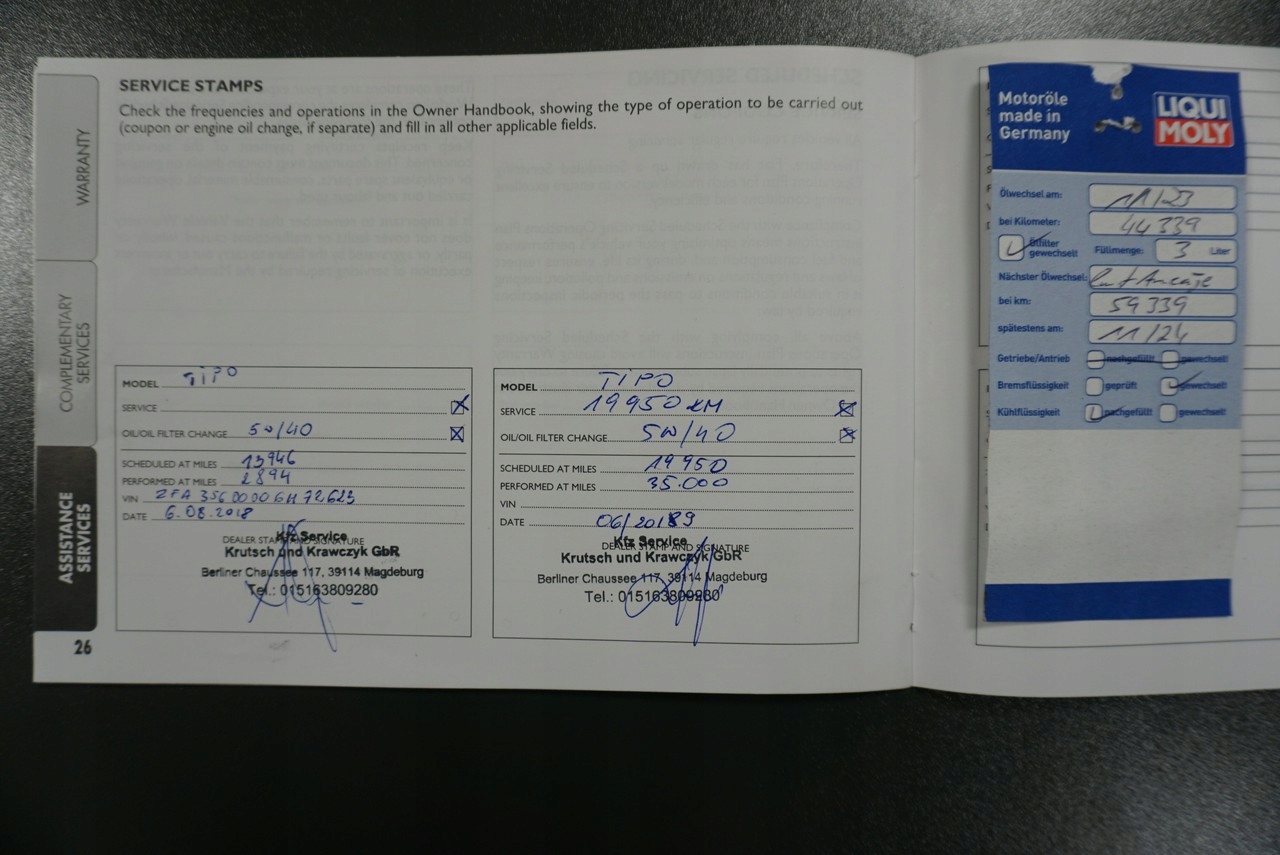 SERVICE STAMPS
Check the frequencies and operations in the Owner Handbook, showing the type of operation to be carried out
(coupon or engine oil change, if separate) and fill in all other applicable fields.
WARRANTY
COMPLEMENTARY
SERVICES
ASSISTANCE
SERVICES
MODEL TIPO
SERVICE
OIL/OIL FILTER CHANGE 5W/40
SCHEDULED AT MILES 13946
PERFORMED AT MILES 2894
VIN ZFA 356 0000 6H 72623
DATE 6.08.2018
DEALER STAMP AND SIGNATURE
Kfz Service
Krutsch und Krawczyk GbR
Berliner Chaussee 117, 39114 Magdeburg
Tel.: 015163809280
26
MODEL TIPO
SERVICE 19950 KM
OIL/OIL FILTER CHANGE 5W/40
SCHEDULED AT MILES 19950
PERFORMED AT MILES 35.000
VIN
DATE 06/20189
DEALER STAMP AND SIGNATURE
Kfz Service
Krutsch und Krawczyk GbR
Berliner Chaussee 117, 39114 Magdeburg
Tel.: 015163809280
Motoröle
made in
Germany
LIQUI
MOLY
Ölwechsel am: 11/23
bei Kilometer: 44339
Ölfilter
gewechselt
Füllmenge: 3 Liter
Nächster Ölwechsel:
bei km: 59339
spätestens am: 11/24
Getriebe/Antrieb nachgefüllt gewechselt
Bremsflüssigkeit geprüft gewechselt
Kühlflüssigkeit nachgefüllt gewechselt